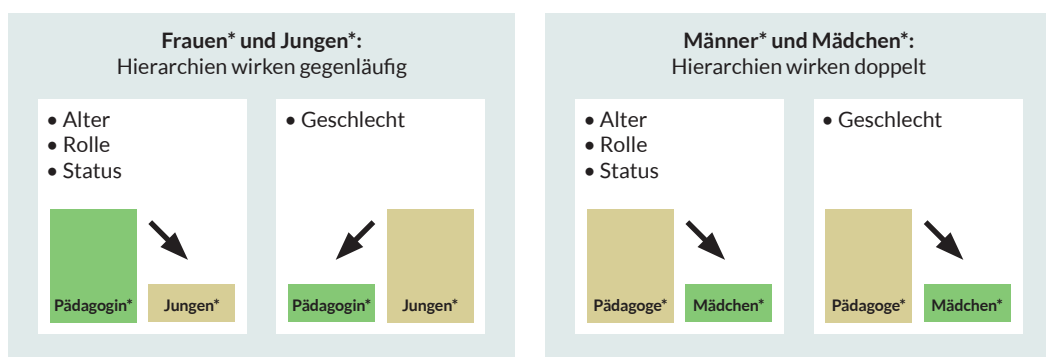 Frauen* und Jungen*:
Hierarchien wirken gegenläufig
• Alter
• Rolle
• Status
Pädagogin*
Jungen*
• Geschlecht
Pädagogin*
Jungen*
Männer* und Mädchen*:
Hierarchien wirken doppelt
• Alter
• Rolle
• Status
Pädagoge*
Mädchen*
• Geschlecht
Pädagoge*
Mädchen*